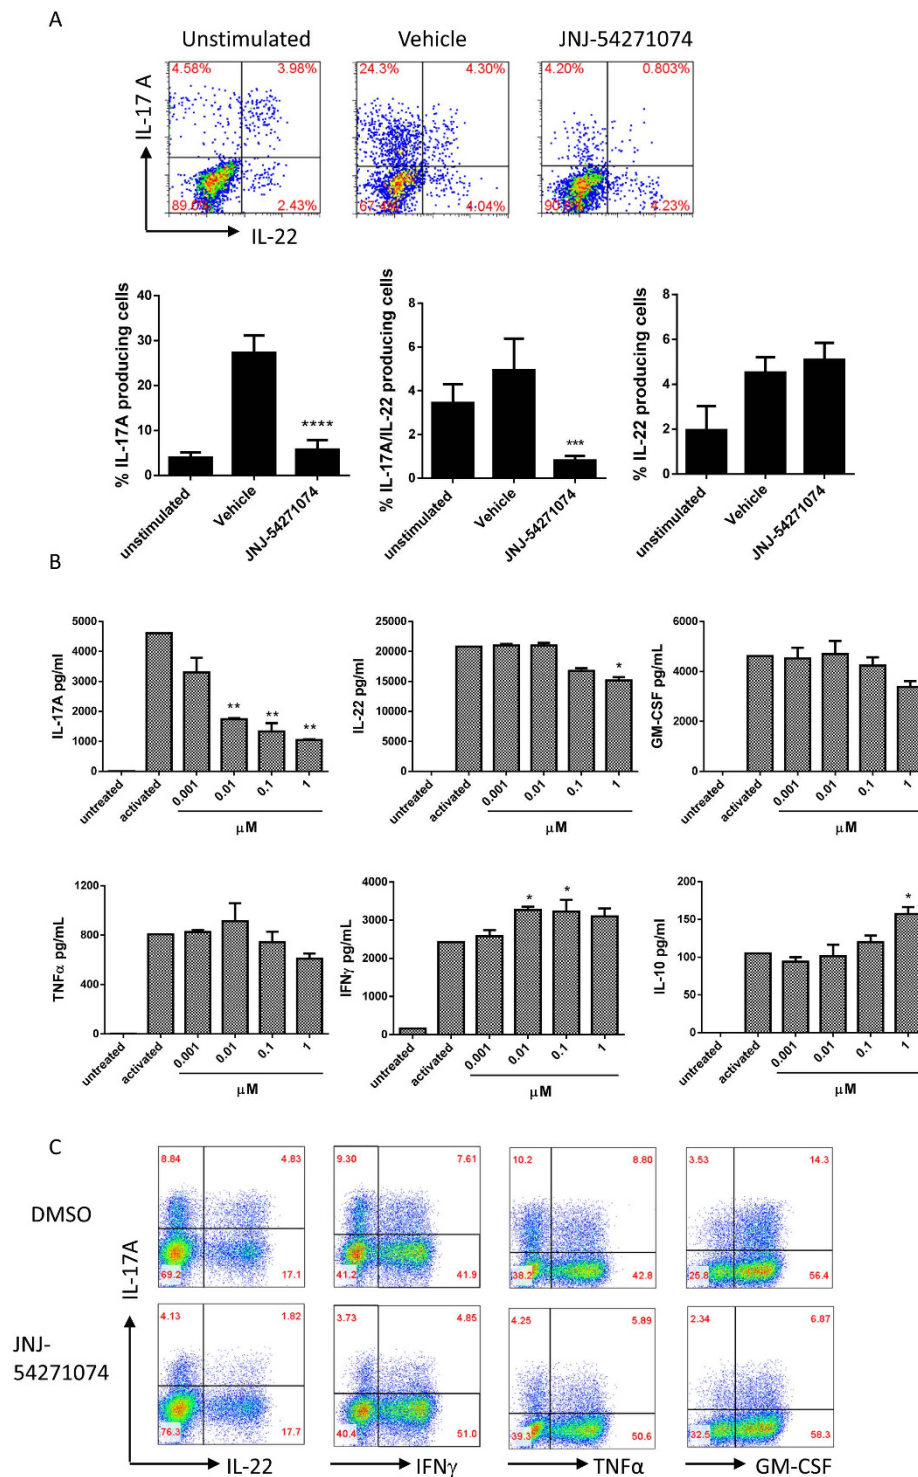 A
Unstimulated Vehicle JNJ-54271074
4.58% 3.98% 24.3% 4.30% 4.20% 0.803%
IL-17 A
2.43% 4.04% 4.23%
IL-22
% IL-17A producing cells
40
30
20
10
0
unstimulated
Vehicle
JNJ-54271074
****
% IL-17A/IL-22 producing cells
8
6
4
2
0
unstimulated
Vehicle
JNJ-54271074
***
% IL-22 producing cells
8
6
4
2
0
unstimulated
Vehicle
JNJ-54271074
B
IL-17A pg/ml
5000
4000
3000
2000
1000
0
** ** **
untreated activated 0.001 0.01 0.1 1
µM
IL-22 pg/ml
25000
20000
15000
10000
5000
0
*
untreated activated 0.001 0.01 0.1 1
µM
GM-CSF pg/mL
6000
4000
2000
0
untreated activated 0.001 0.01 0.1 1
µM
TNFα pg/mL
1200
800
400
0
untreated activated 0.001 0.01 0.1 1
µM
IFNγ pg/mL
4000
3000
2000
1000
0
* *
untreated activated 0.001 0.01 0.1 1
µM
IL-10 pg/mL
200
150
100
50
0
*
untreated activated 0.001 0.01 0.1 1
µM
C
8.84 4.83 9.30 7.61 10.2 8.80 3.53 14.3
DMSO
69.2 17.1 41.2 41.9 38.2 42.8 25.8 56.4
IL-17A
4.13 1.82 3.73 4.85 4.25 5.89 2.34 6.87
JNJ-
54271074
76.3 17.7 40.4 51.0 39.3 50.6 32.5 58.3
IL-22 IFNγ TNFα GM-CSF